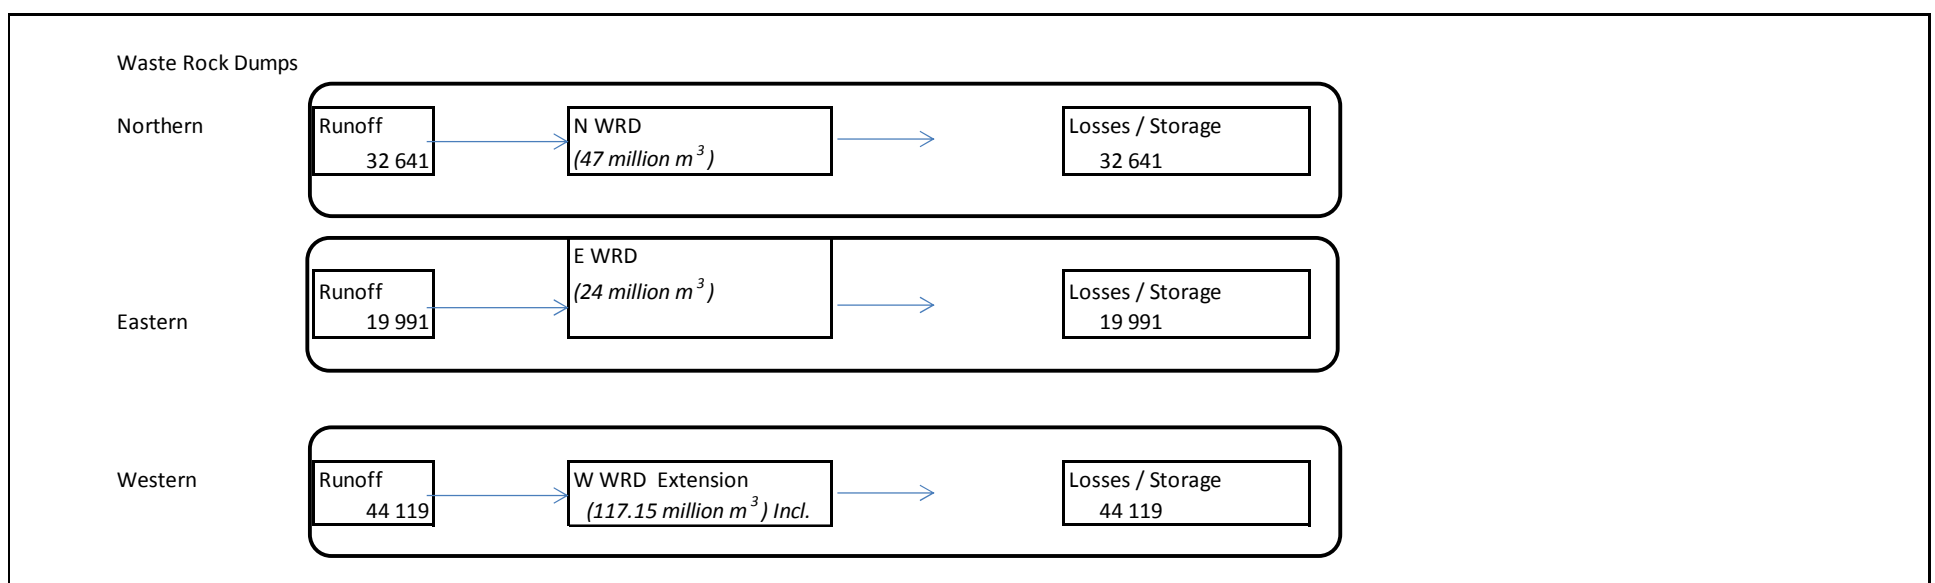 Waste Rock Dumps
Northern
Runoff
32 641
N WRD
(47 million m³)
Losses / Storage
32 641
Eastern
Runoff
19 991
E WRD
(24 million m³)
Losses / Storage
19 991
Western
Runoff
44 119
W WRD Extension
(117.15 million m³) Incl.
Losses / Storage
44 119